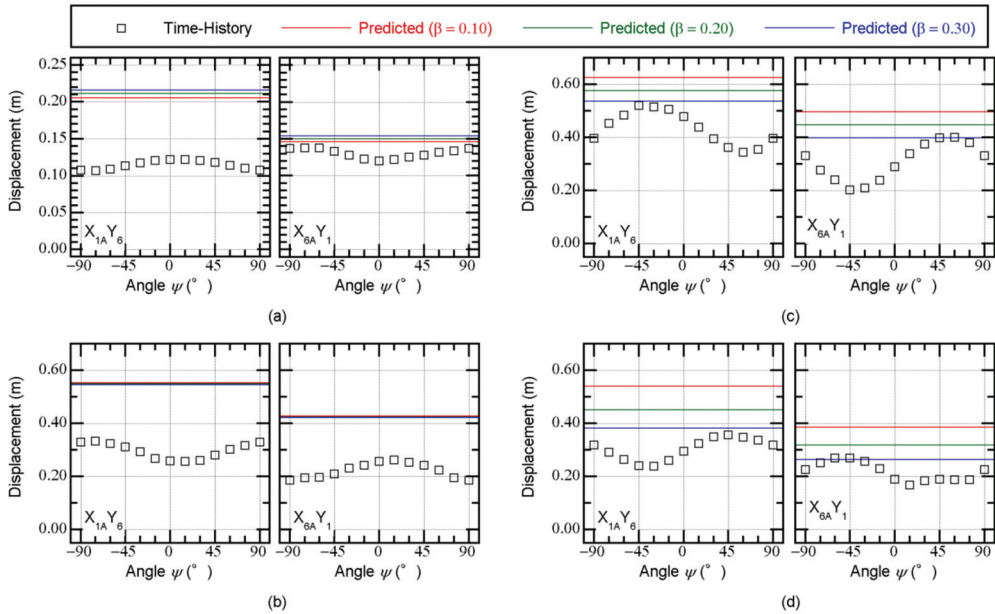 Time-History Predicted (β = 0.10) Predicted (β = 0.20) Predicted (β = 0.30)
(a) (c)
0.25
0.20
0.15
0.10
0.05
0.00
Displacement (m)
X1AY6 X6AY1
−90 −45 0 45 90 −90 −45 0 45 90
Angle ψ (°) Angle ψ (°)
0.60
0.40
0.20
0.00
Displacement (m)
X1AY6 X6AY1
−90 −45 0 45 90 −90 −45 0 45 90
Angle ψ (°) Angle ψ (°)
(a)
(c)
0.60
0.40
0.20
0.00
Displacement (m)
X1AY6 X6AY1
−90 −45 0 45 90 −90 −45 0 45 90
Angle ψ (°) Angle ψ (°)
0.60
0.40
0.20
0.00
Displacement (m)
X1AY6 X6AY1
−90 −45 0 45 90 −90 −45 0 45 90
Angle ψ (°) Angle ψ (°)
(b)
(d)